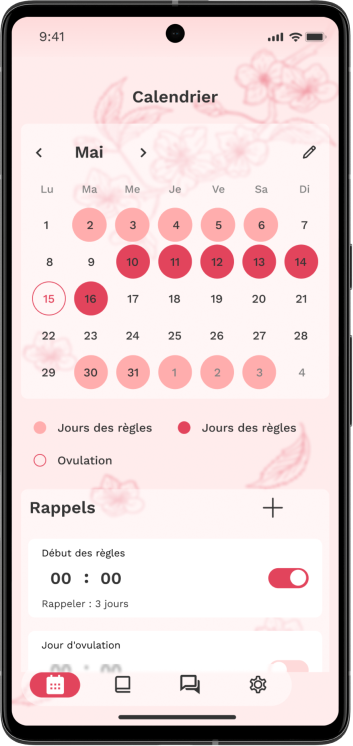 9:41
Calendrier
Mai
Lu Ma Me Je Ve Sa Di
1 2 3 4 5 6 7
8 9 10 11 12 13 14
15 16 17 18 19 20 21
22 23 24 25 26 27 28
29 30 31 1 2 3 4
Jours des règles Jours des règles
Ovulation
Rappels
Début des règles
00 : 00
Rappeler : 3 jours
Jour d'ovulation
00 : 00